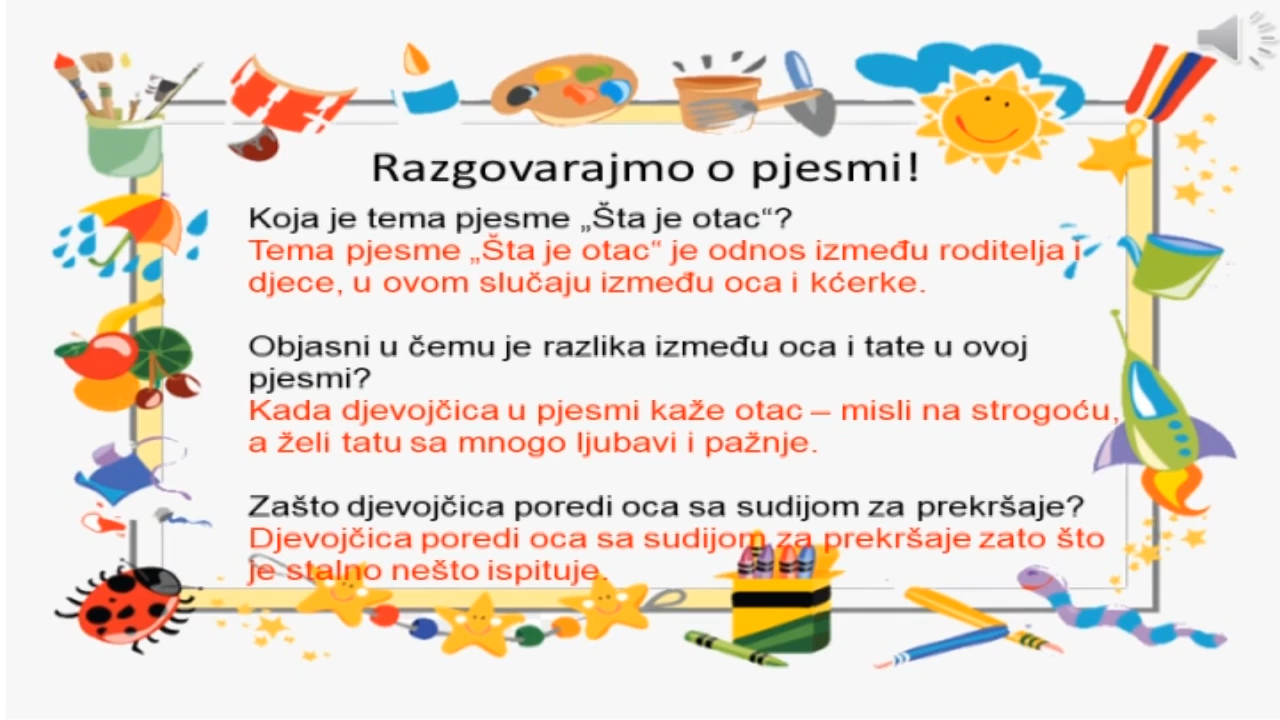 Razgovarajmo o pjesmi!
Koja je tema pjesme „Šta je otac“?
Tema pjesme „Šta je otac“ je odnos između roditelja i
djece, u ovom slučaju između oca i kćerke.
Objasni u čemu je razlika između oca i tate u ovoj
pjesmi?
Kada djevojčica u pjesmi kaže otac – misli na strogoću,
a želi tatu sa mnogo ljubavi i pažnje.
Zašto djevojčica poredi oca sa sudijom za prekršaje?
Djevojčica poredi oca sa sudijom za prekršaje zato što
je stalno nešto ispituje.